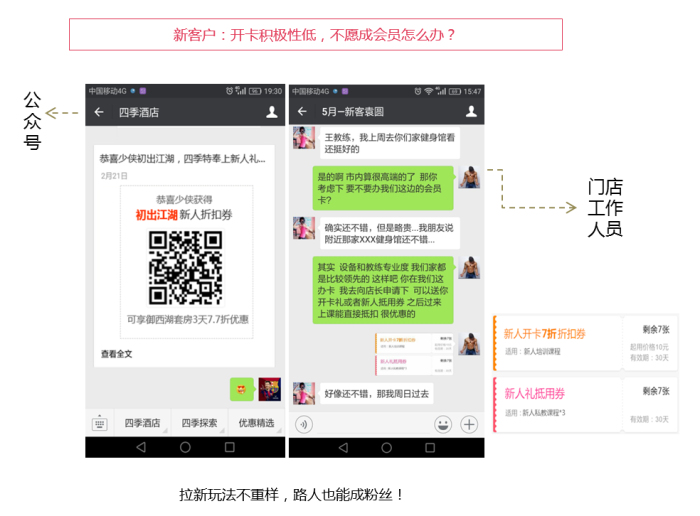 新客户：开卡积极性低，不愿成会员怎么办？
公众号
中国移动4G 19:30
四季酒店
恭喜少侠初出江湖，四季特奉上新人礼...
2月21日
恭喜少侠获得
初出江湖 新人折扣券
可享御西湖套房3天7.7折优惠
查看全文
四季酒店 四季探索 优惠精选
中国移动4G 15:47
5月—新客袁圆
王教练，我上周去你们家健身馆看
还挺好的
是的啊 市内算很高端的了 那你
考虑下 要不要办我们这边的会员
卡？
确实还不错，但是略贵...我朋友说
附近那家XXX健身馆还不错...
其实 设备和教练专业度 我们家都
是比较领先的 这样吧 你在我们这
办卡 我去向店长申请下 可以送你
开卡礼或者新人抵用券 之后过来
上课能直接抵扣 很优惠的
好像还不错，那我周日过去
门店
工作
人员
新人开卡7折折扣券 剩余7张
适用：新人培训课程
起用价格10元
有效期：30天
新人礼抵用券 剩余7张
适用：新人私教课程*3
有效期：30天
拉新玩法不重样，路人也能成粉丝！